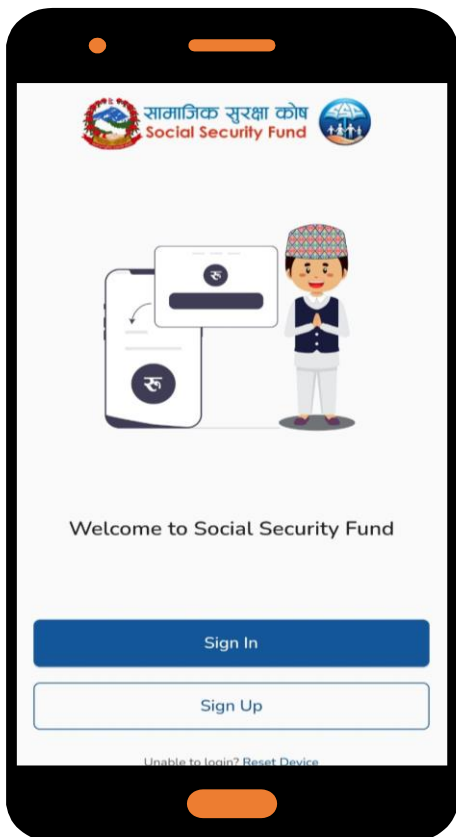 सामाजिक सुरक्षा कोष
Social Security Fund
रू
रू
Welcome to Social Security Fund
Sign In
Sign Up
Unable to login? Reset Device